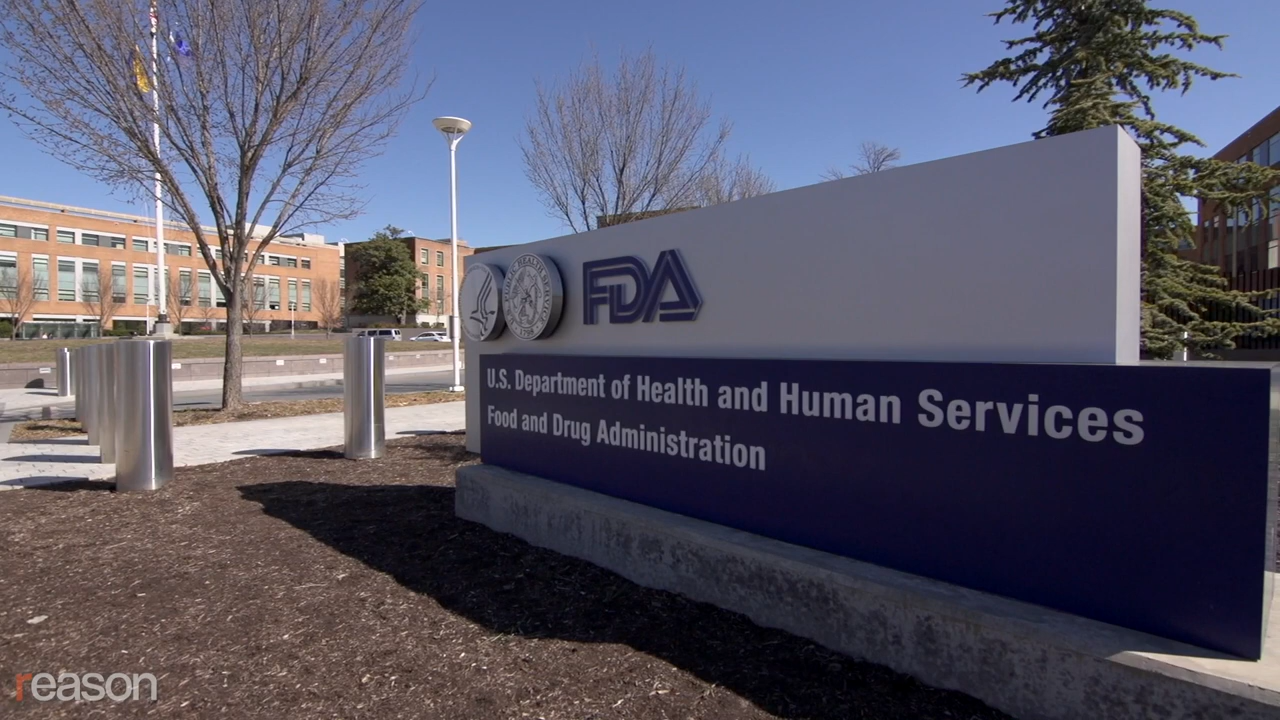 FDA
U.S. Department of Health and Human Services
Food and Drug Administration
reason